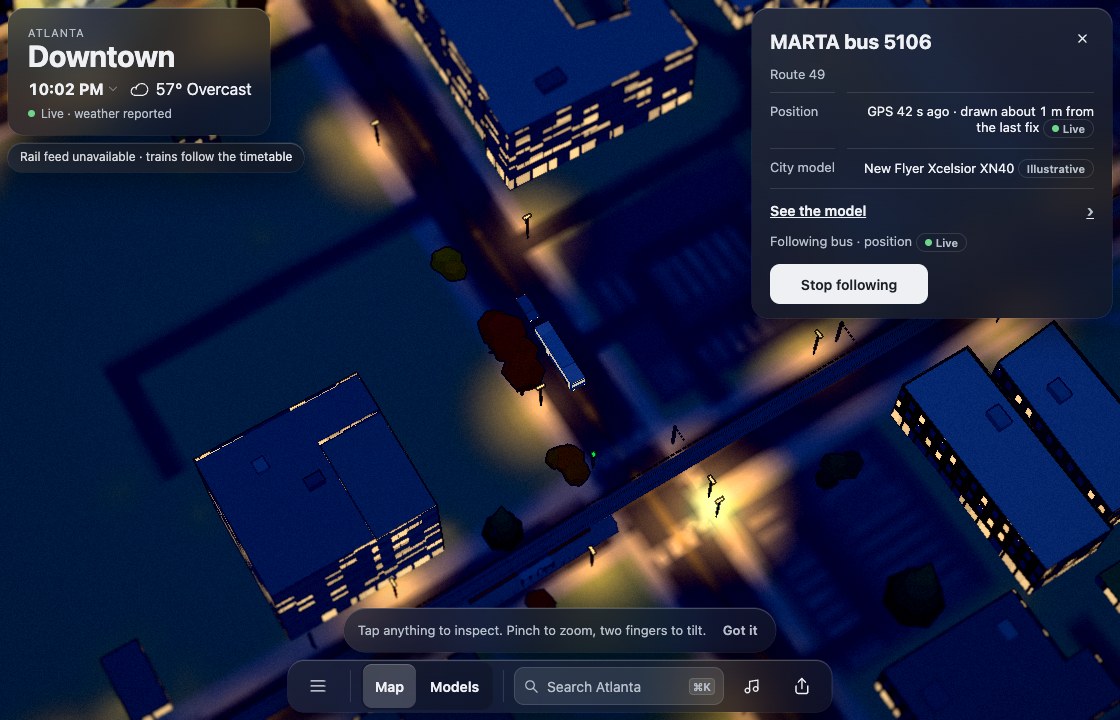 ATLANTA
Downtown
10:02 PM 57° Overcast
Live · weather reported
Rail feed unavailable · trains follow the timetable
MARTA bus 5106
Route 49
Position GPS 42 s ago · drawn about 1 m from
the last fix Live
City model New Flyer Xcelsior XN40 Illustrative
See the model
Following bus · position Live
Stop following
Tap anything to inspect. Pinch to zoom, two fingers to tilt. Got it
Map Models Search Atlanta ⌘K